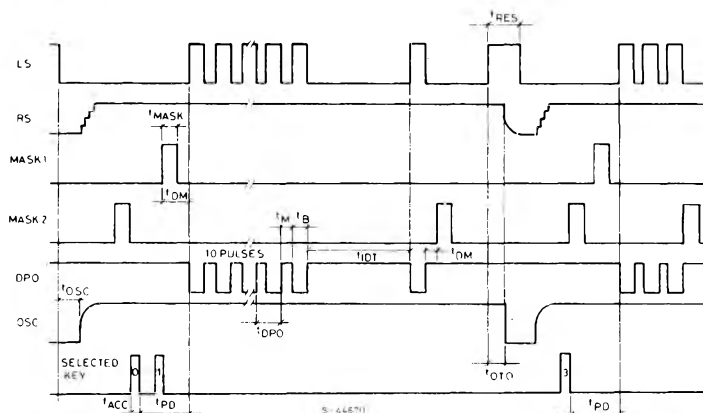 tRES
LS
RS
tMASK
MASK 1
tDM
MASK 2
tM tB
10 PULSES
tIDT
tDM
DPO
tOSC
tDPO
OSC
SELECTED
KEY
0 1
3
tOTO
tACC tPD
tPD